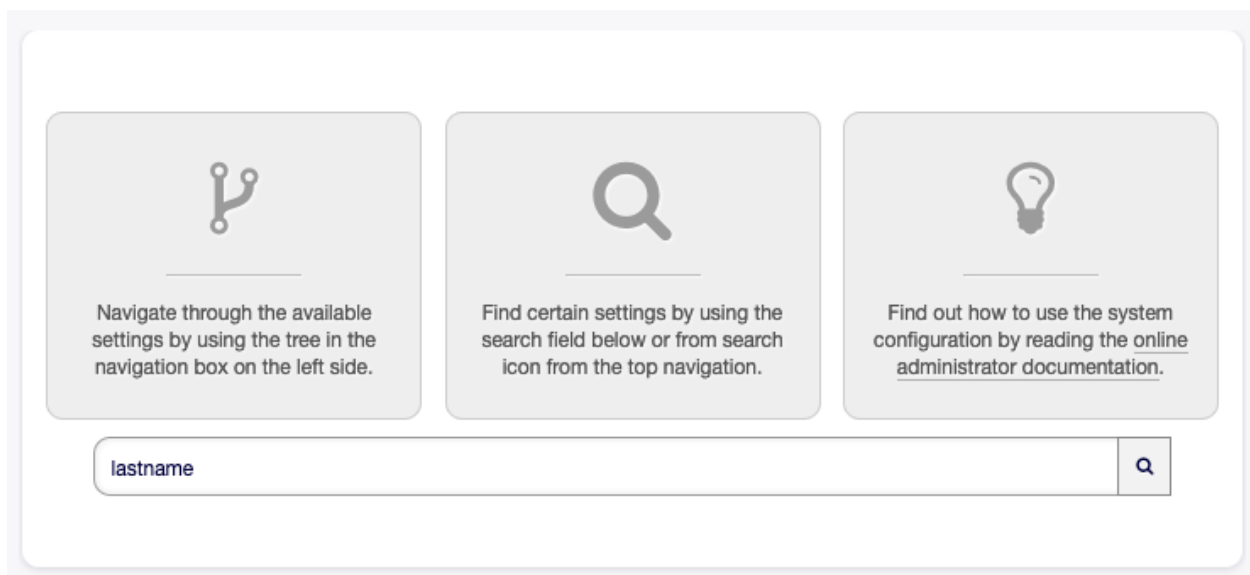 Navigate through the available
settings by using the tree in the
navigation box on the left side.
Find certain settings by using the
search field below or from search
icon from the top navigation.
Find out how to use the system
configuration by reading the online
administrator documentation.
lastname